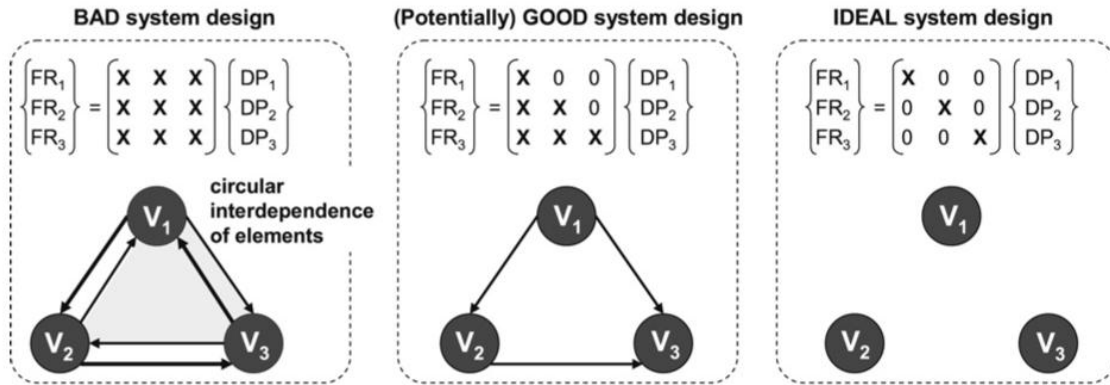 BAD system design
FR1 X X X DP1
FR2 = X X X DP2
FR3 X X X DP3
circular
interdependence
of elements
V1
V2
V3
(Potentially) GOOD system design
FR1 X 0 0 DP1
FR2 = X X 0 DP2
FR3 X X X DP3
V1
V2
V3
IDEAL system design
FR1 X 0 0 DP1
FR2 = 0 X 0 DP2
FR3 0 0 X DP3
V1
V2
V3